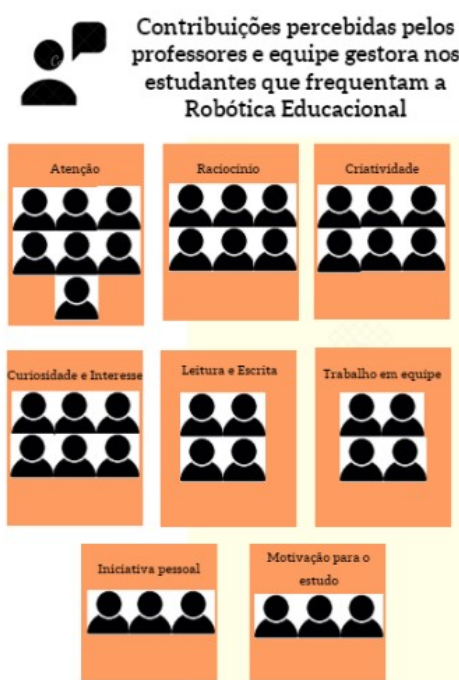 Contribuições percebidas pelos
professores e equipe gestora nos
estudantes que frequentam a
Robótica Educacional
Atenção
Raciocínio
Criatividade
Curiosidade e Interesse
Leitura e Escrita
Trabalho em equipe
Iniciativa pessoal
Motivação para o
estudo